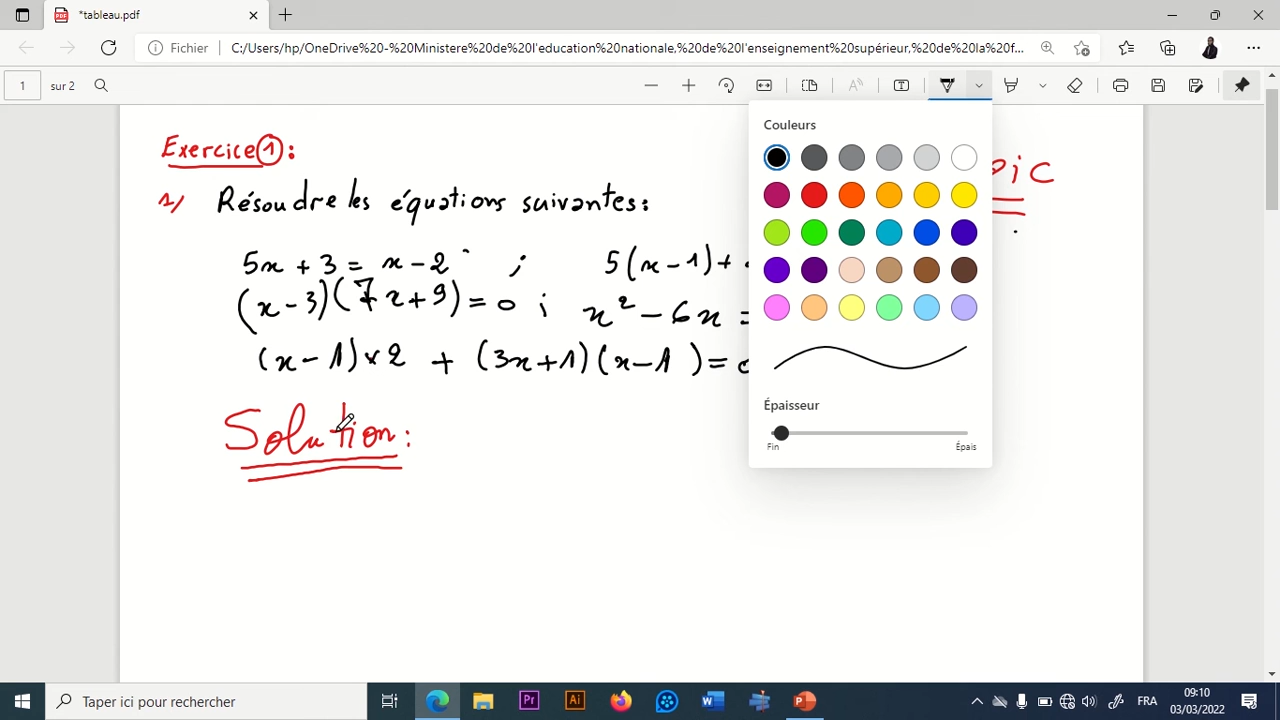 *tableau.pdf
Fichier C:/Users/hp/OneDrive%20-%20Ministere%20de%20l'education%20nationale,%20de%20l'enseignement%20supérieur,%20de%20la%20f...
1 sur 2
Couleurs
Exercice 1 :
1) Résoudre les équations suivantes :
5x + 3 = x - 2 ; 5(x - 1) +
(x - 3)(7x + 9) = 0 ; x² - 6x =
(x - 1) × 2 + (3x + 1)(x - 1) = 0
Épaisseur
Fin Épais
Solution :
Taper ici pour rechercher
FRA
09:10
03/03/2022